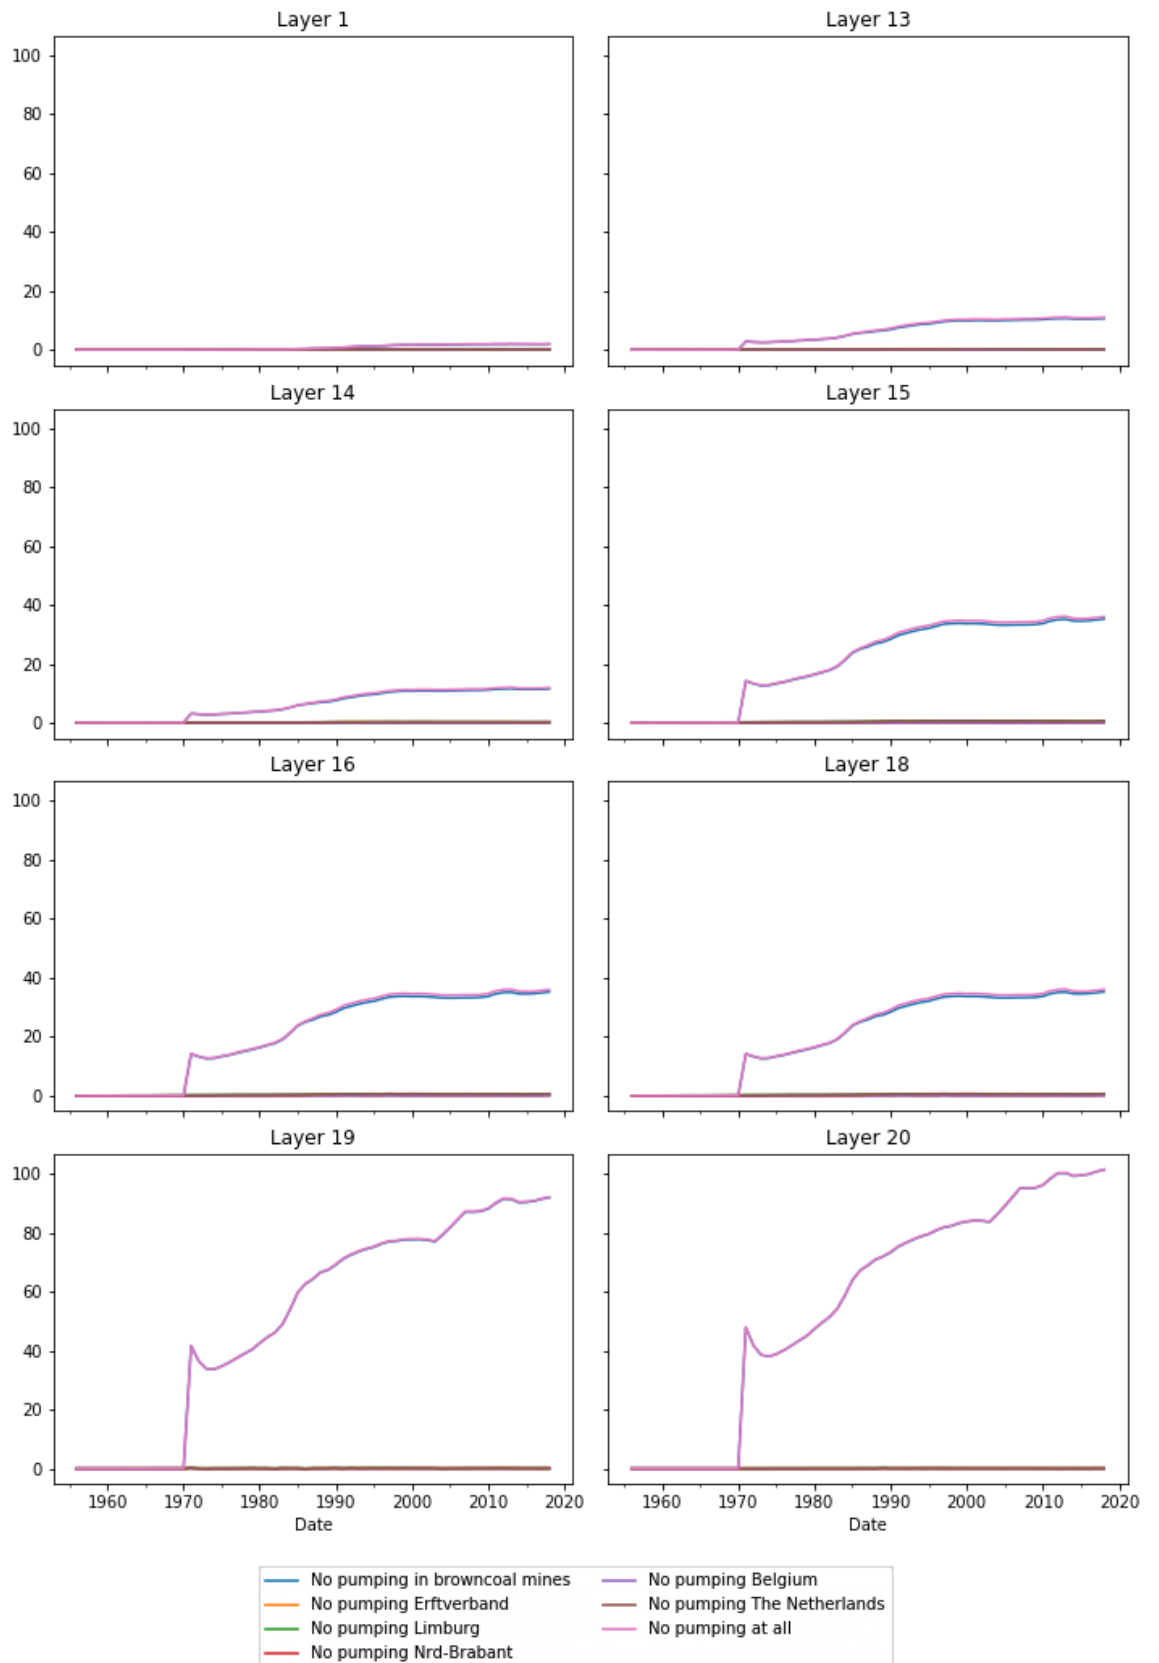 Layer 1
Layer 13
100
80
60
40
20
0
Layer 14
Layer 15
100
80
60
40
20
0
Layer 16
Layer 18
100
80
60
40
20
0
Layer 19
Layer 20
100
80
60
40
20
0
1960 1970 1980 1990 2000 2010 2020
1960 1970 1980 1990 2000 2010 2020
Date
Date
No pumping in browncoal mines
No pumping Erftverband
No pumping Limburg
No pumping Nrd-Brabant
No pumping Belgium
No pumping The Netherlands
No pumping at all